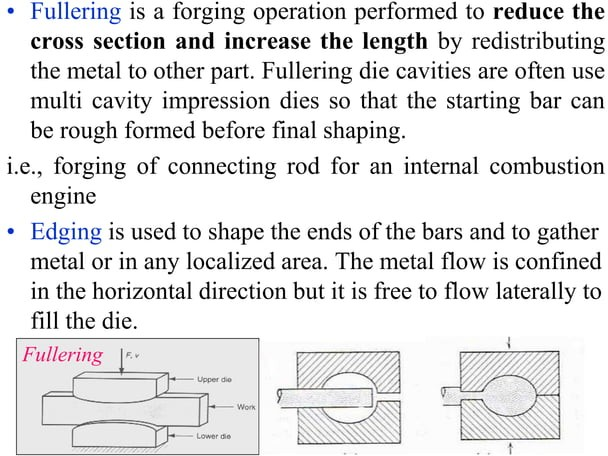 • Fullering is a forging operation performed to reduce the
cross section and increase the length by redistributing
the metal to other part. Fullering die cavities are often use
multi cavity impression dies so that the starting bar can
be rough formed before final shaping.
i.e., forging of connecting rod for an internal combustion
engine
• Edging is used to shape the ends of the bars and to gather
metal or in any localized area. The metal flow is confined
in the horizontal direction but it is free to flow laterally to
fill the die.
Fullering
F, v
Upper die
Work
Lower die